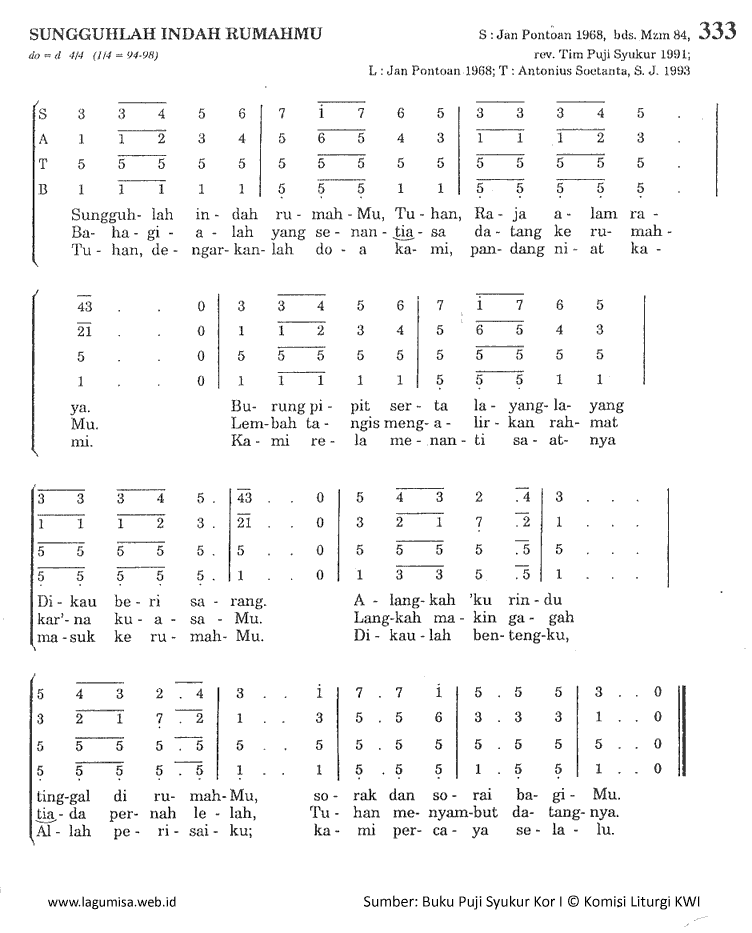 SUNGGUHLAH INDAH RUMAHMU
S : Jan Pontoan 1968, bds. Mzm 84, 333
do = d 4/4 (1/4 = 94-98)
rev. Tim Puji Syukur 1991;
L : Jan Pontoan 1968; T : Antonius Soetanta, S. J. 1993
S 3 3 4 5 6 | 7 i 7 6 5 | 3 3 3 4 5 . |
A 1 1 2 3 4 | 5 6 5 4 3 | 1 1 1 2 3 . |
T 5 5 5 5 5 | 5 5 5 5 5 | 5 5 5 5 5 . |
B 1 1 1 1 1 | 5 5 5 1 1 | 5 5 5 5 5 . |
Sungguh- lah in- dah ru- mah - Mu, Tu - han, Ra - ja a - lam ra -
Ba- ha - gi - a - lah yang se - nan - tia - sa da - tang ke ru- mah -
Tu - han, de - ngar- kan- lah do - a ka- mi, pan- dang ni - at ka -
43 . . 0 | 3 3 4 5 6 | 7 i 7 6 5 |
21 . . 0 | 1 1 2 3 4 | 5 6 5 4 3 |
5 . . 0 | 5 5 5 5 5 | 5 5 5 5 5 |
1 . . 0 | 1 1 1 1 1 | 5 5 5 1 1 |
ya. Bu- rung pi - pit ser - ta la - yang- la- yang
Mu. Lem- bah ta - ngis meng- a - lir - kan rah- mat
mi. Ka - mi re - la me - nan - ti sa - at- nya
3 3 3 4 5 . | 43 . . 0 | 5 4 3 2 .4 | 3 . . .
1 1 1 2 3 . | 21 . . 0 | 3 2 1 7 .2 | 1 . . .
5 5 5 5 5 . | 5 . . 0 | 5 5 5 5 .5 | 5 . . .
5 5 5 5 5 . | 1 . . 0 | 1 3 3 5 .5 | 1 . . .
Di - kau be - ri sa - rang. A - lang- kah 'ku rin - du
kar'- na ku - a - sa - Mu. Lang-kah ma - kin ga - gah
ma - suk ke ru - mah- Mu. Di - kau - lah ben- teng-ku,
5 4 3 2 . 4 | 3 . . i | 7 . 7 i | 5 . 5 5 | 3 . . 0
3 2 1 7 . 2 | 1 . . 3 | 5 . 5 6 | 3 . 3 3 | 1 . . 0
5 5 5 5 . 5 | 5 . . 5 | 5 . 5 5 | 5 . 5 5 | 5 . . 0
5 5 5 5 . 5 | 1 . . 1 | 5 . 5 5 | 1 . 5 5 | 1 . . 0
ting-gal di ru- mah- Mu, so - rak dan so - rai ba - gi - Mu.
tia - da per- nah le - lah, Tu - han me- nyam-but da- tang- nya.
Al - lah pe - ri - sai - ku; ka - mi per- ca - ya se - la - lu.
www.lagumisa.web.id Sumber: Buku Puji Syukur Kor I © Komisi Liturgi KWI